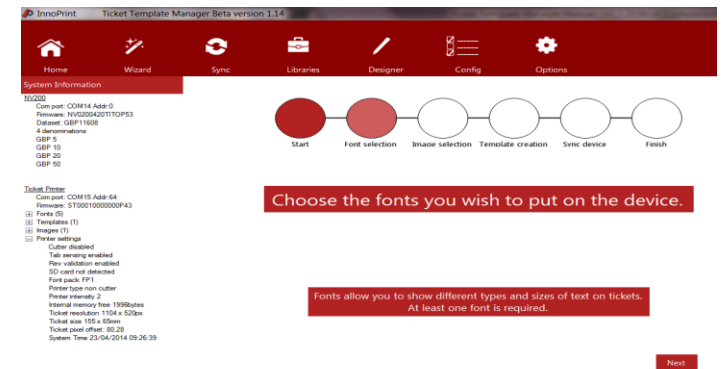 InnoPrint Ticket Template Manager Beta version 1.14
Home Wizard Sync Libraries Designer Config Options
System Information
NV200
Com port: COM14 Addr:0
Firmware: NV0200420TITOP53
Dataset: GBP11608
4 denominations
GBP 5
GBP 10
GBP 20
GBP 50
Ticket Printer
Com port: COM15 Addr:64
Firmware: ST00010000000P43
Fonts (5)
Templates (1)
Images (1)
Printer settings
Cutter disabled
Tab sensing enabled
Rev validation enabled
SD card not detected
Font pack FP1
Printer type non cutter
Printer intensity 2
Internal memory free 1996bytes
Ticket resolution 1104 x 520px
Ticket size 155 x 65mm
Ticket pixel offset: 80.28
System Time 23/04/2014 09:26:39
Start Font selection Image selection Template creation Sync device Finish
Choose the fonts you wish to put on the device.
Fonts allow you to show different types and sizes of text on tickets.
At least one font is required.
Next